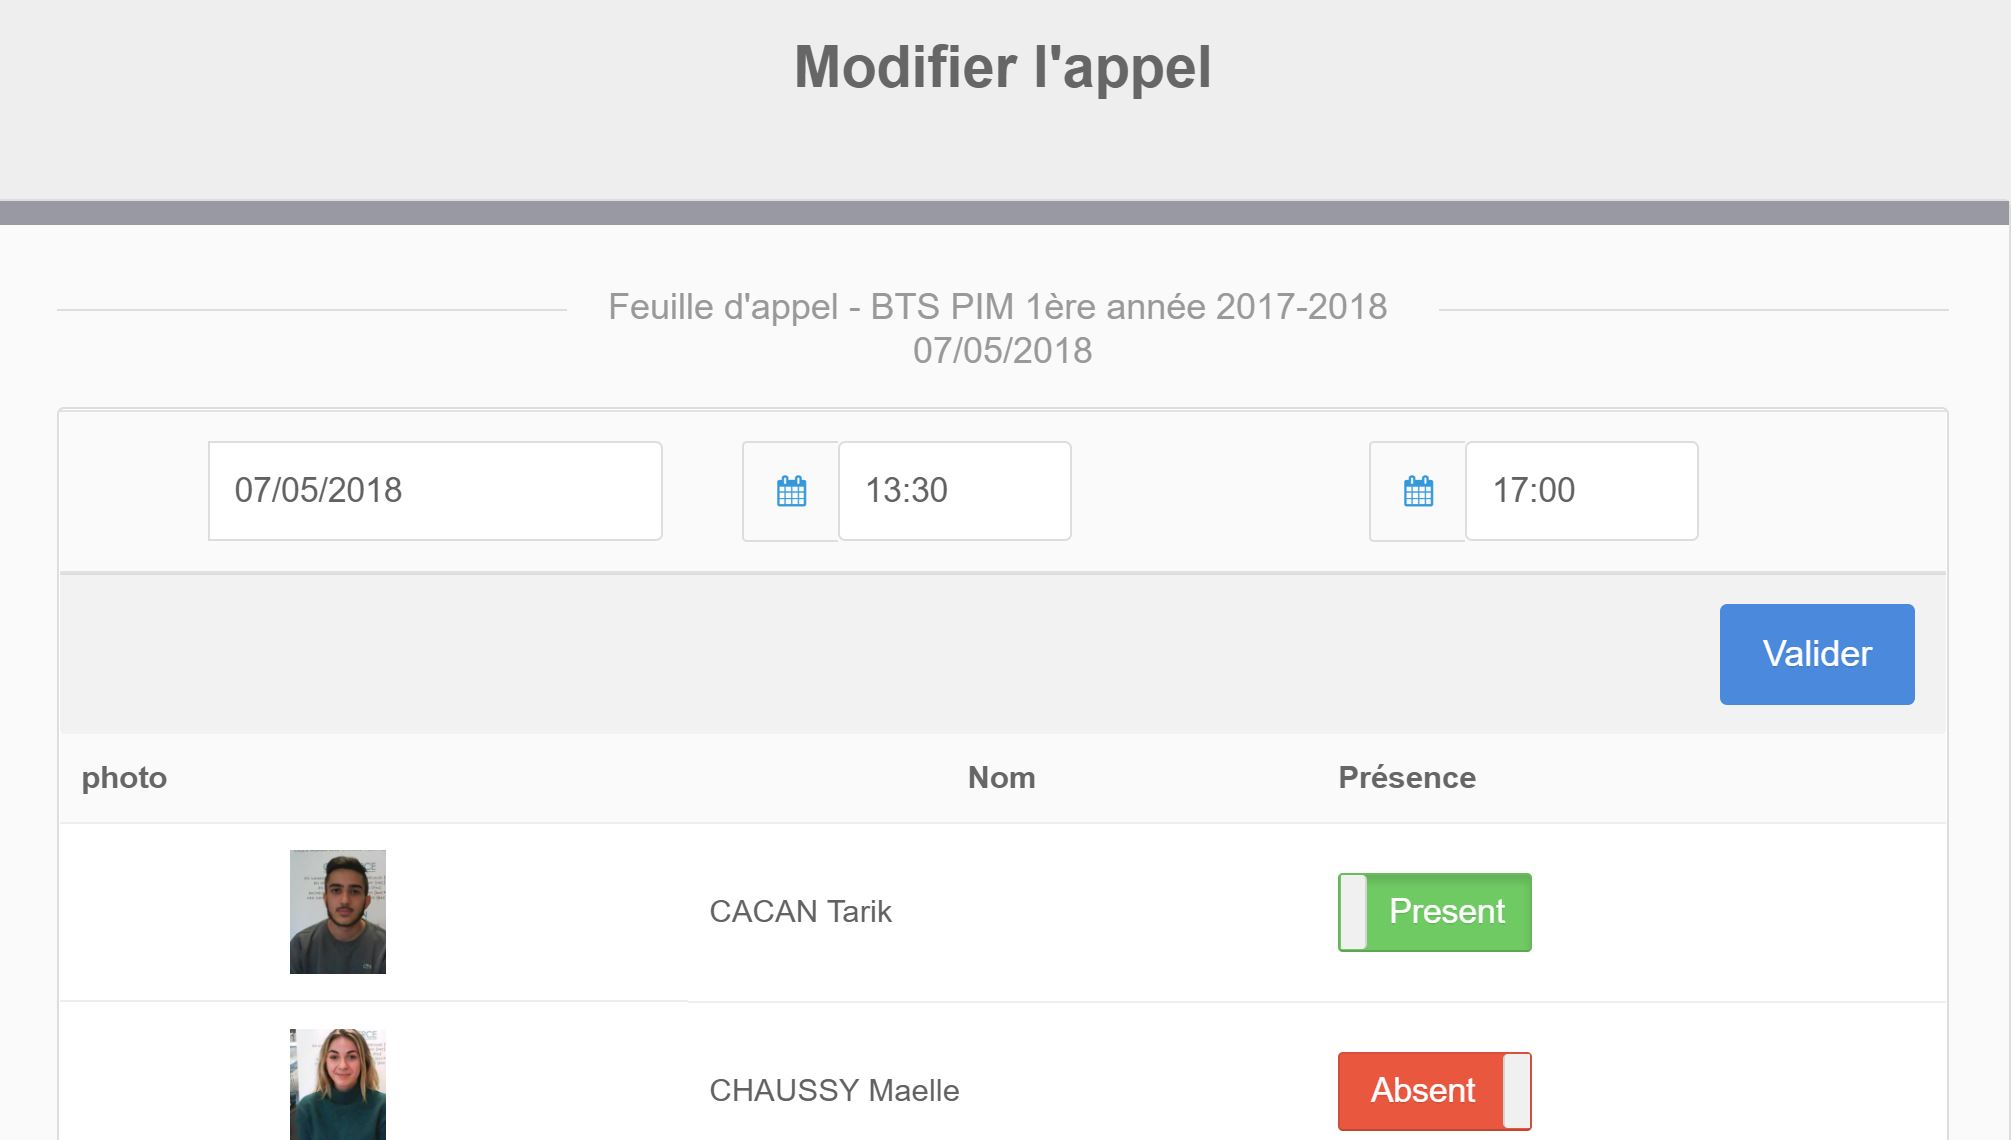 Modifier l'appel
Feuille d'appel - BTS PIM 1ère année 2017-2018
07/05/2018
07/05/2018 13:30 17:00
Valider
photo Nom Présence
CACAN Tarik Present
CHAUSSY Maelle Absent